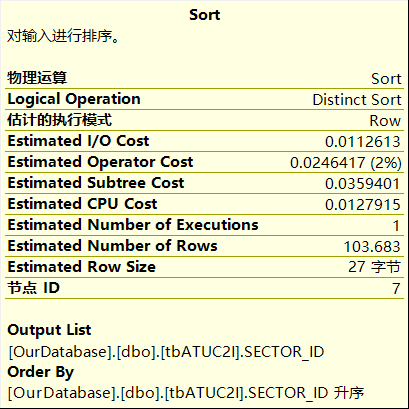 Sort
对输入进行排序。
物理运算 Sort
Logical Operation Distinct Sort
估计的执行模式 Row
Estimated I/O Cost 0.0112613
Estimated Operator Cost 0.0246417 (2%)
Estimated Subtree Cost 0.0359401
Estimated CPU Cost 0.0127915
Estimated Number of Executions 1
Estimated Number of Rows 103.683
Estimated Row Size 27 字节
节点 ID 7
Output List
[OurDatabase].[dbo].[tbATUC2I].SECTOR_ID
Order By
[OurDatabase].[dbo].[tbATUC2I].SECTOR_ID 升序